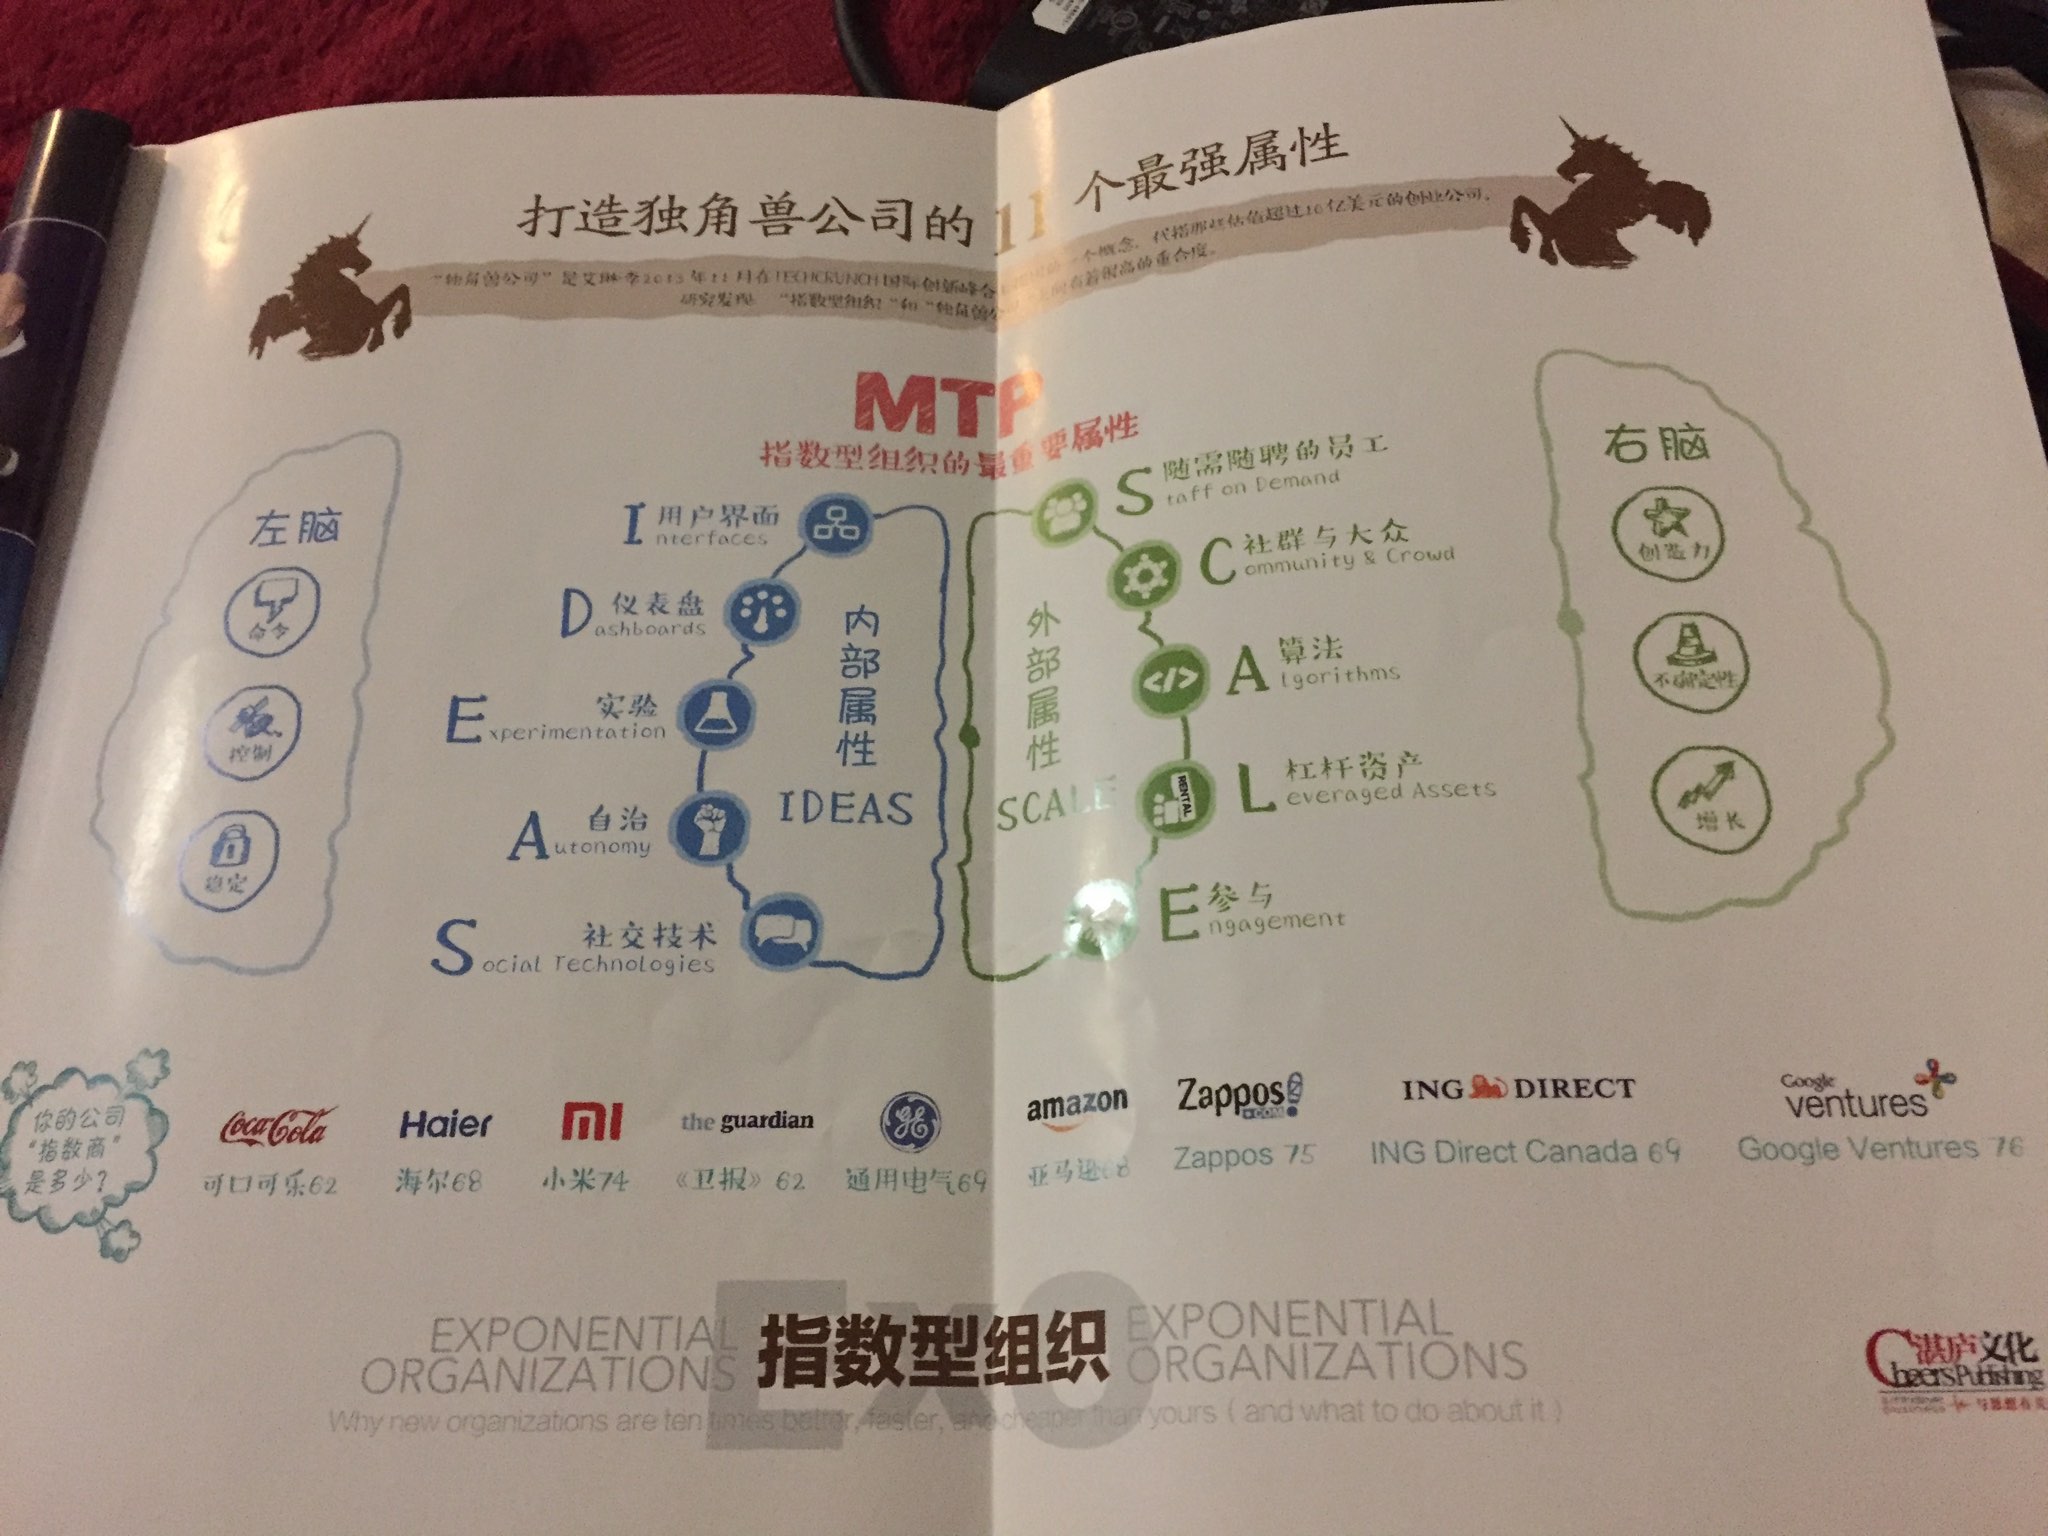 打造独角兽公司的11个最强属性
“独角兽公司”是艾琳·李2013年11月在TECHCRUNCH国际创新峰会 一个概念，代指那些估值超过10亿美元的创业公司。
研究发现 “指数型组织”和“独角兽公 有着很高的重合度。
MTP
指数型组织的最重要属性
左脑
命令
控制
稳定
I 用户界面
nterfaces
D 仪表盘
ashboards
E 实验
xperimentation
A 自治
utonomy
S 社交技术
ocial Technologies
内部属性
IDEAS
外部属性
SCALE
S 随需随聘的员工
taff on Demand
C 社群与大众
ommunity & Crowd
A 算法
lgorithms
RENTAL
L 杠杆资产
everaged Assets
E 参与
ngagement
右脑
创造力
不确定性
增长
你的公司
“指数商”
是多少？
Coca-Cola
可口可乐62
Haier
海尔68
MI
小米74
the guardian
《卫报》62
GE
通用电气69
amazon
亚马逊68
Zappos
.COM
Zappos 75
ING DIRECT
ING Direct Canada 69
Google
ventures
Google Ventures 76
ExO
EXPONENTIAL
ORGANIZATIONS
指数型组织
EXPONENTIAL
ORGANIZATIONS
Why new organizations are ten times better, faster, and cheaper than yours ( and what to do about it )
湛庐文化
Cheers Publishing